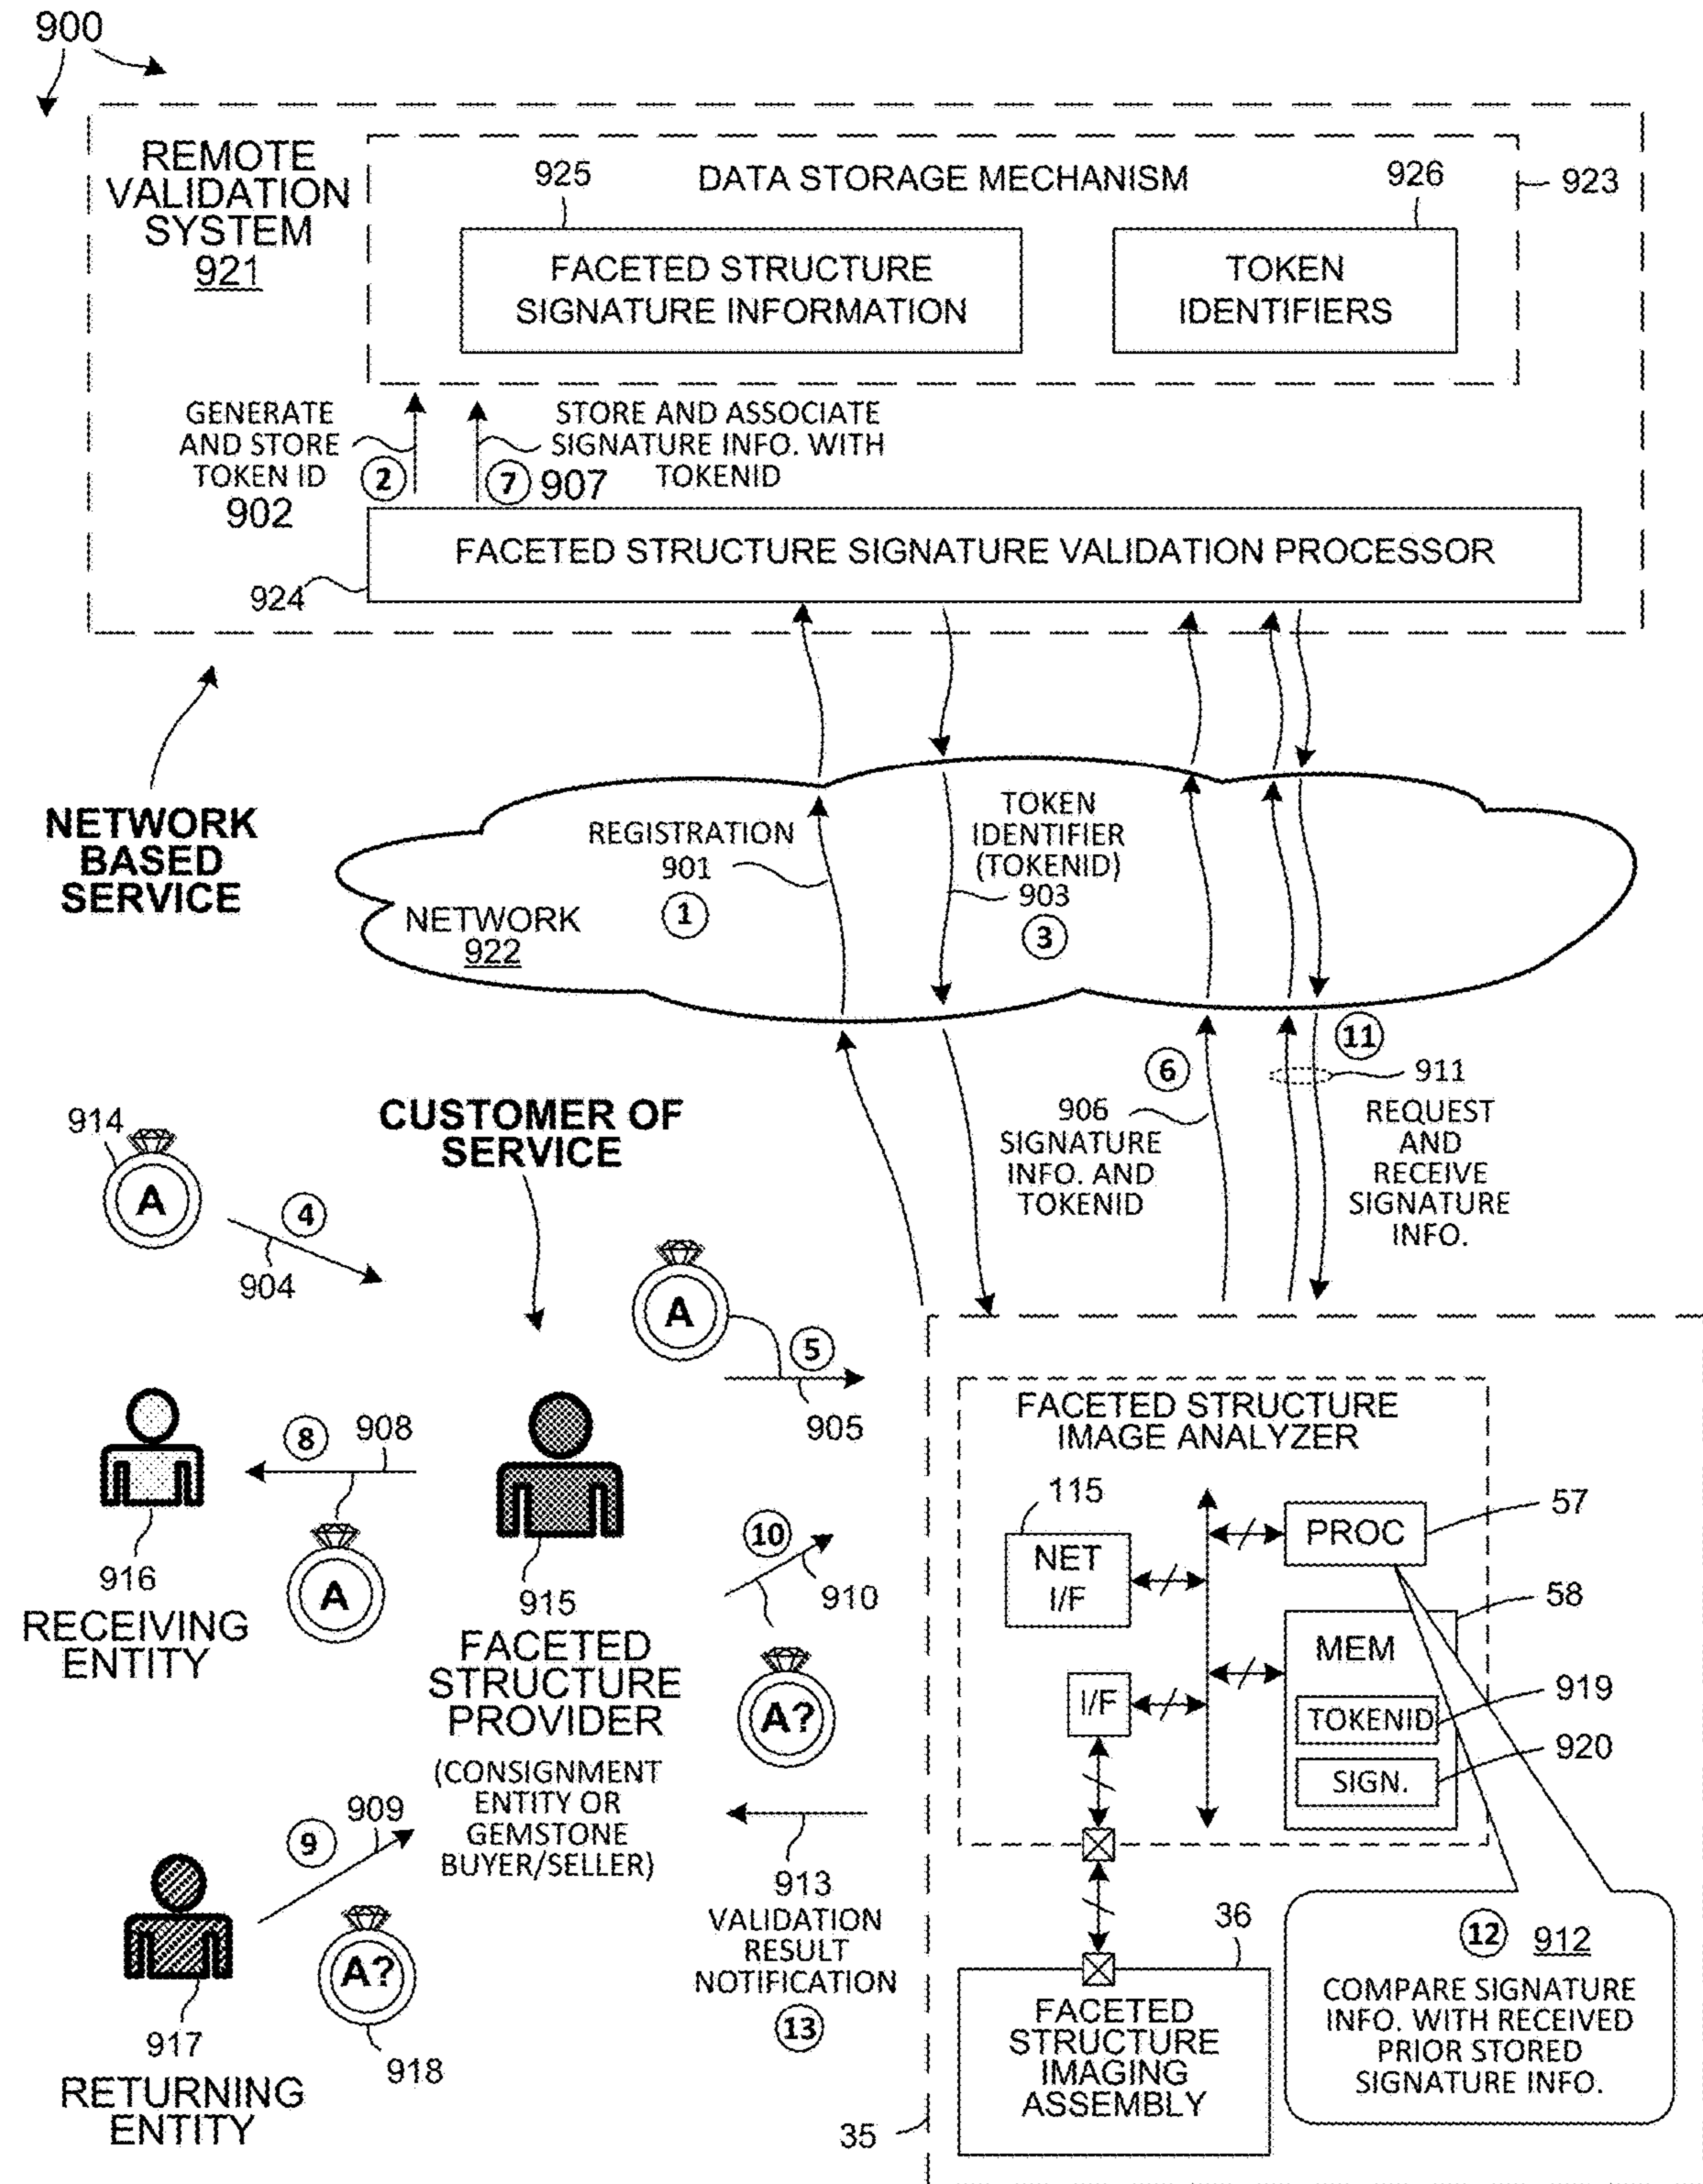 900
REMOTE
VALIDATION
SYSTEM
921
925
DATA STORAGE MECHANISM
926
923
FACETED STRUCTURE
SIGNATURE INFORMATION
TOKEN
IDENTIFIERS
GENERATE
AND STORE
TOKEN ID
902
2
STORE AND ASSOCIATE
SIGNATURE INFO. WITH
TOKENID
7 907
FACETED STRUCTURE SIGNATURE VALIDATION PROCESSOR
924
NETWORK
BASED
SERVICE
REGISTRATION
901
1
TOKEN
IDENTIFIER
(TOKENID)
903
3
NETWORK
922
11
6
911
906
SIGNATURE
INFO. AND
TOKENID
REQUEST
AND
RECEIVE
SIGNATURE
INFO.
CUSTOMER OF
SERVICE
914
A
4
904
A
5
905
8 908
A
916
RECEIVING
ENTITY
915
FACETED
STRUCTURE
PROVIDER
(CONSIGNMENT
ENTITY OR
GEMSTONE
BUYER/SELLER)
10
910
A?
9
909
917
RETURNING
ENTITY
A?
918
913
VALIDATION
RESULT
NOTIFICATION
13
FACETED STRUCTURE
IMAGE ANALYZER
115
NET
I/F
PROC
57
58
MEM
I/F
TOKENID
919
SIGN.
920
36
FACETED
STRUCTURE
IMAGING
ASSEMBLY
35
12 912
COMPARE SIGNATURE
INFO. WITH RECEIVED
PRIOR STORED
SIGNATURE INFO.